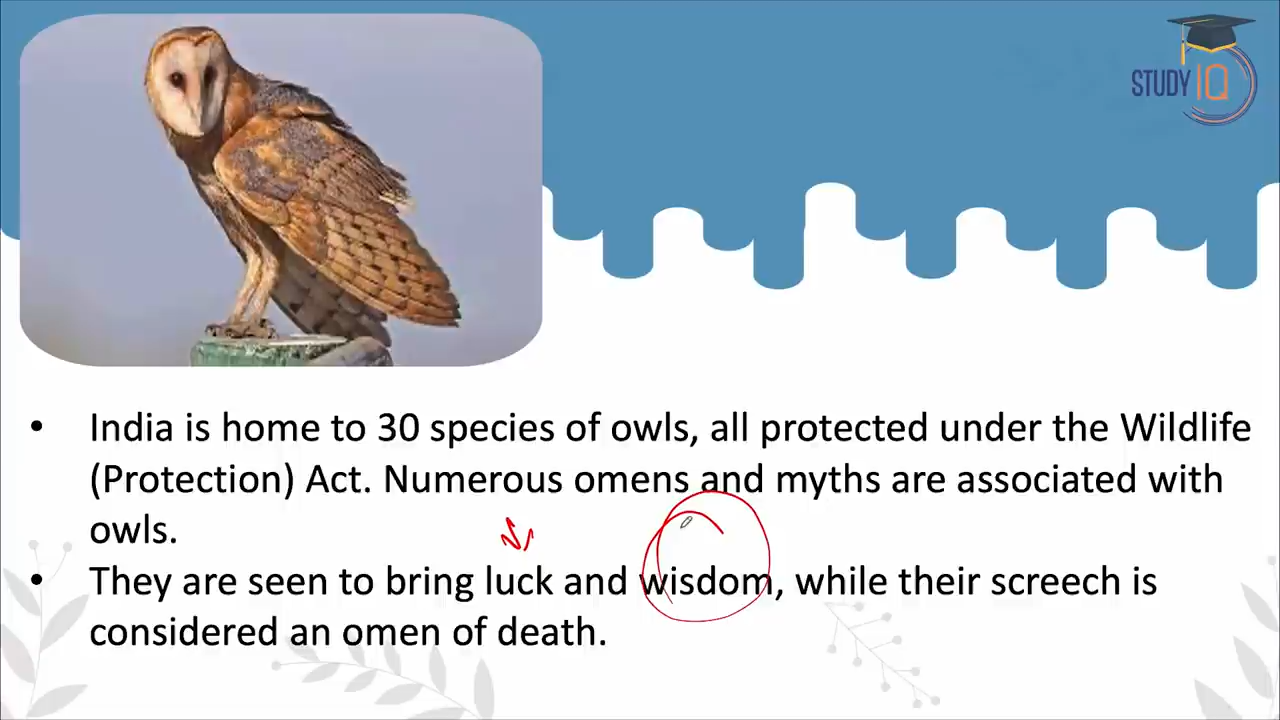 STUDY IQ
• India is home to 30 species of owls, all protected under the Wildlife
(Protection) Act. Numerous omens and myths are associated with
owls.
• They are seen to bring luck and wisdom, while their screech is
considered an omen of death.